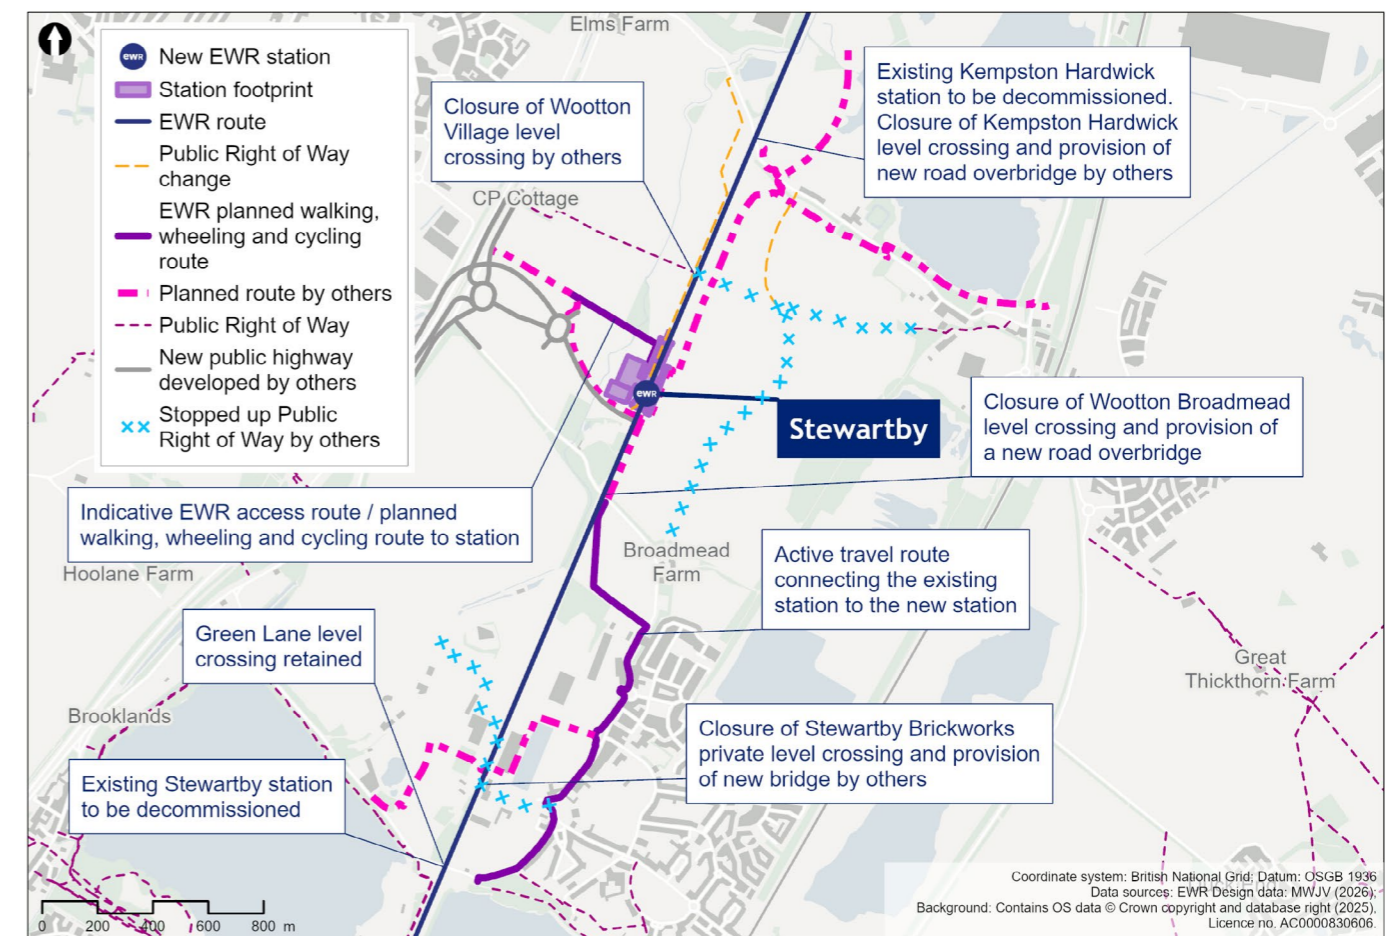 Elms Farm
ewr New EWR station
Station footprint
EWR route
Public Right of Way
change
EWR planned walking,
wheeling and cycling
route
Planned route by others
Public Right of Way
New public highway
developed by others
Stopped up Public
Right of Way by others
Closure of Wootton
Village level
crossing by others
Existing Kempston Hardwick
station to be decommissioned.
Closure of Kempston Hardwick
level crossing and provision of
new road overbridge by others
CP Cottage
ewr
Stewartby
Closure of Wootton Broadmead
level crossing and provision of
a new road overbridge
Indicative EWR access route / planned
walking, wheeling and cycling route to station
Hoolane Farm
Broadmead
Farm
Active travel route
connecting the existing
station to the new station
Green Lane level
crossing retained
Great
Thickthorn Farm
Brooklands
Closure of Stewartby Brickworks
private level crossing and provision
of new bridge by others
Existing Stewartby station
to be decommissioned
0 200 400 600 800 m
Coordinate system: British National Grid; Datum: OSGB 1936
Data sources: EWR Design data: MWJV (2026);
Background: Contains OS data © Crown copyright and database right (2025).
Licence no. AC0000830606.